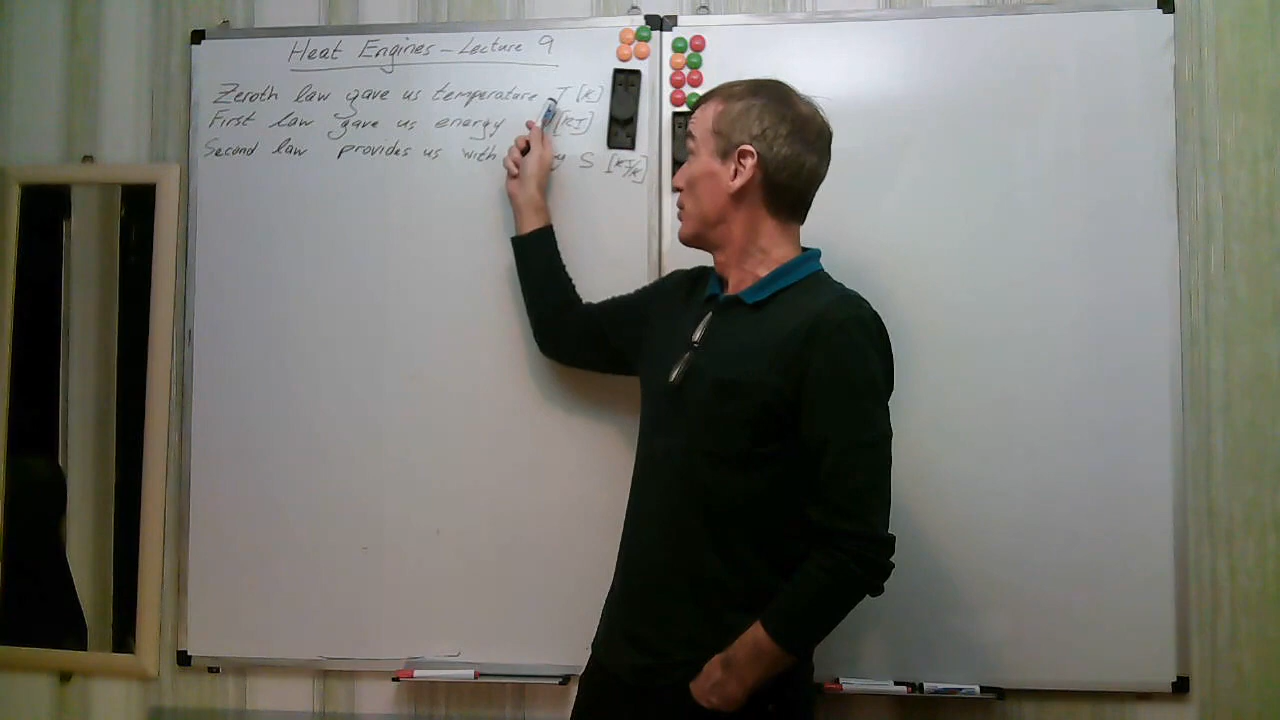 Heat Engines - Lecture 9
Zeroth law gave us temperature T [K]
First law gave us energy [kJ]
Second law provides us with S [kJ/K]